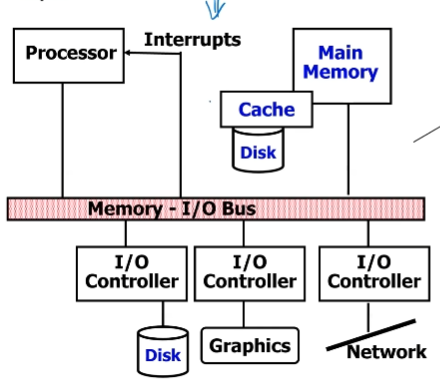 Processor
Interrupts
Main
Memory
Cache
Disk
Memory - I/O Bus
I/O
Controller
I/O
Controller
I/O
Controller
Disk
Graphics
Network